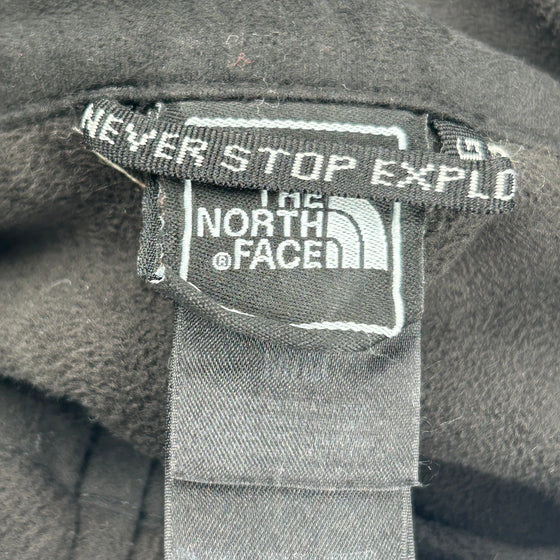 NEVER STOP EXPLO
G
THE
NORTH
FACE
®